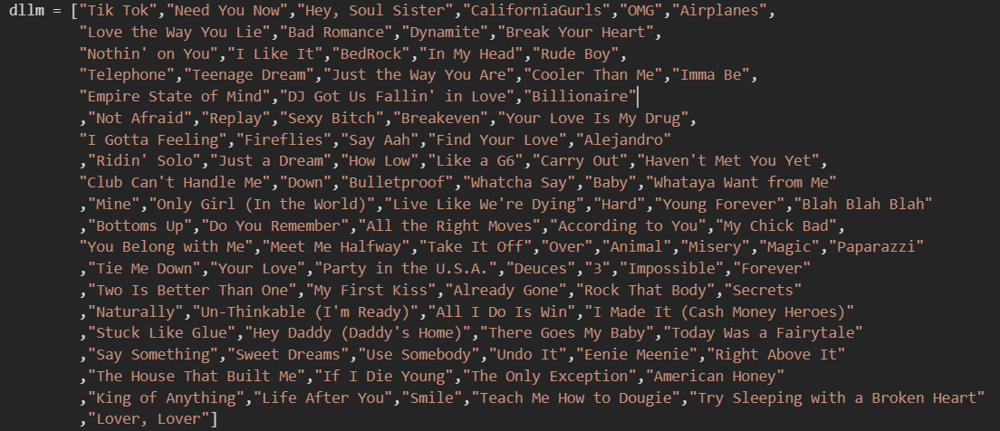 dllm = ["Tik Tok","Need You Now","Hey, Soul Sister","CaliforniaGurls","OMG","Airplanes",
"Love the Way You Lie","Bad Romance","Dynamite","Break Your Heart",
"Nothin' on You","I Like It","BedRock","In My Head","Rude Boy",
"Telephone","Teenage Dream","Just the Way You Are","Cooler Than Me","Imma Be",
"Empire State of Mind","DJ Got Us Fallin' in Love","Billionaire"
,"Not Afraid","Replay","Sexy Bitch","Breakeven","Your Love Is My Drug",
"I Gotta Feeling","Fireflies","Say Aah","Find Your Love","Alejandro"
,"Ridin' Solo","Just a Dream","How Low","Like a G6","Carry Out","Haven't Met You Yet",
"Club Can't Handle Me","Down","Bulletproof","Whatcha Say","Baby","Whataya Want from Me"
,"Mine","Only Girl (In the World)","Live Like We're Dying","Hard","Young Forever","Blah Blah Blah"
,"Bottoms Up","Do You Remember","All the Right Moves","According to You","My Chick Bad",
"You Belong with Me","Meet Me Halfway","Take It Off","Over","Animal","Misery","Magic","Paparazzi"
,"Tie Me Down","Your Love","Party in the U.S.A.","Deuces","3","Impossible","Forever"
,"Two Is Better Than One","My First Kiss","Already Gone","Rock That Body","Secrets"
,"Naturally","Un-Thinkable (I'm Ready)","All I Do Is Win","I Made It (Cash Money Heroes)"
,"Stuck Like Glue","Hey Daddy (Daddy's Home)","There Goes My Baby","Today Was a Fairytale"
,"Say Something","Sweet Dreams","Use Somebody","Undo It","Eenie Meenie","Right Above It"
,"The House That Built Me","If I Die Young","The Only Exception","American Honey"
,"King of Anything","Life After You","Smile","Teach Me How to Dougie","Try Sleeping with a Broken Heart"
,"Lover, Lover"]